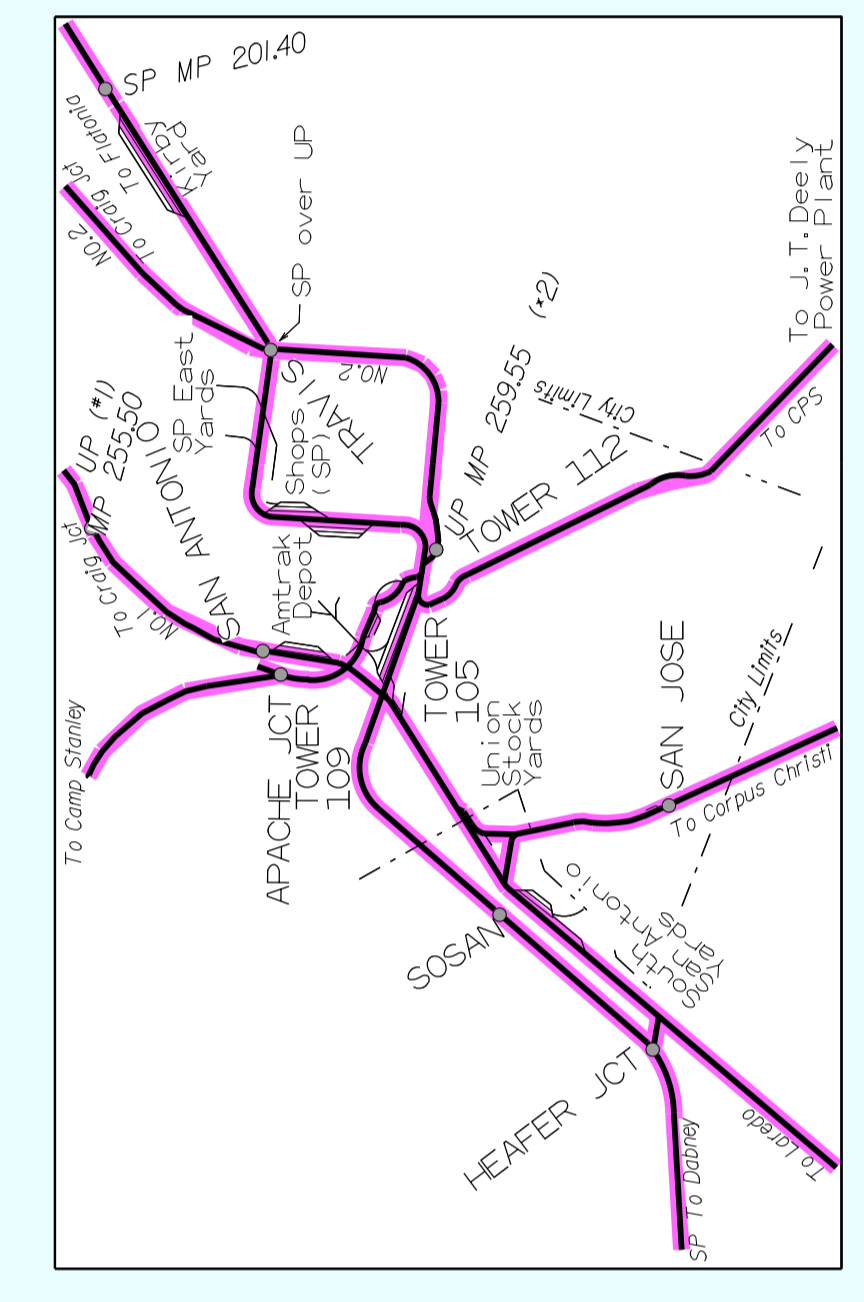 SP MP 201.40
To Flatonia
Kirby
Yard
To Craig Jct
NO.2
SP over UP
To J.T.Deely
Power Plant
SP East
Yards
TRAVIS
NO.2
UP MP 259.55 (*2)
City Limits
To CPS
UP (#1)
MP 255.50
SAN ANTONIO
Shops
(SP)
TOWER 112
To Craig Jct
NO.1
Amtrak
Depot
TOWER
105
City Limits
SAN JOSE
To Camp Stanley
APACHE JCT
TOWER
109
Union
Stock
Yards
To Corpus Christi
SOSAN
South
San Antonio
Yards
HEAFER JCT
To Laredo
SP To Dabney